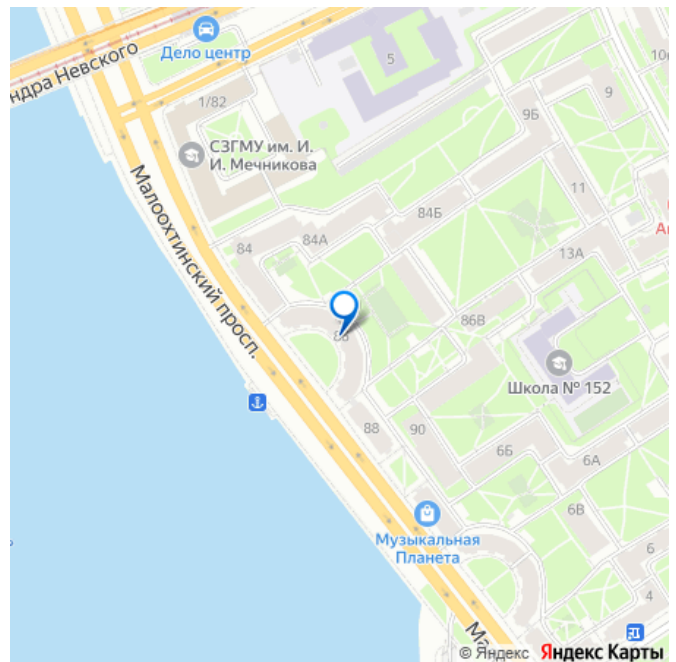 Дело центр
ндра Невского
5
10
1/82
9
9Б
СЗГМУ им. И.
И. Мечникова
Малоохтинский просп.
11
84Б
84А
84
13А
86В
Школа № 152
88
90
6Б
6А
6В
Музыкальная
Планета
6
4
Ма
© Яндекс Яндекс Карты